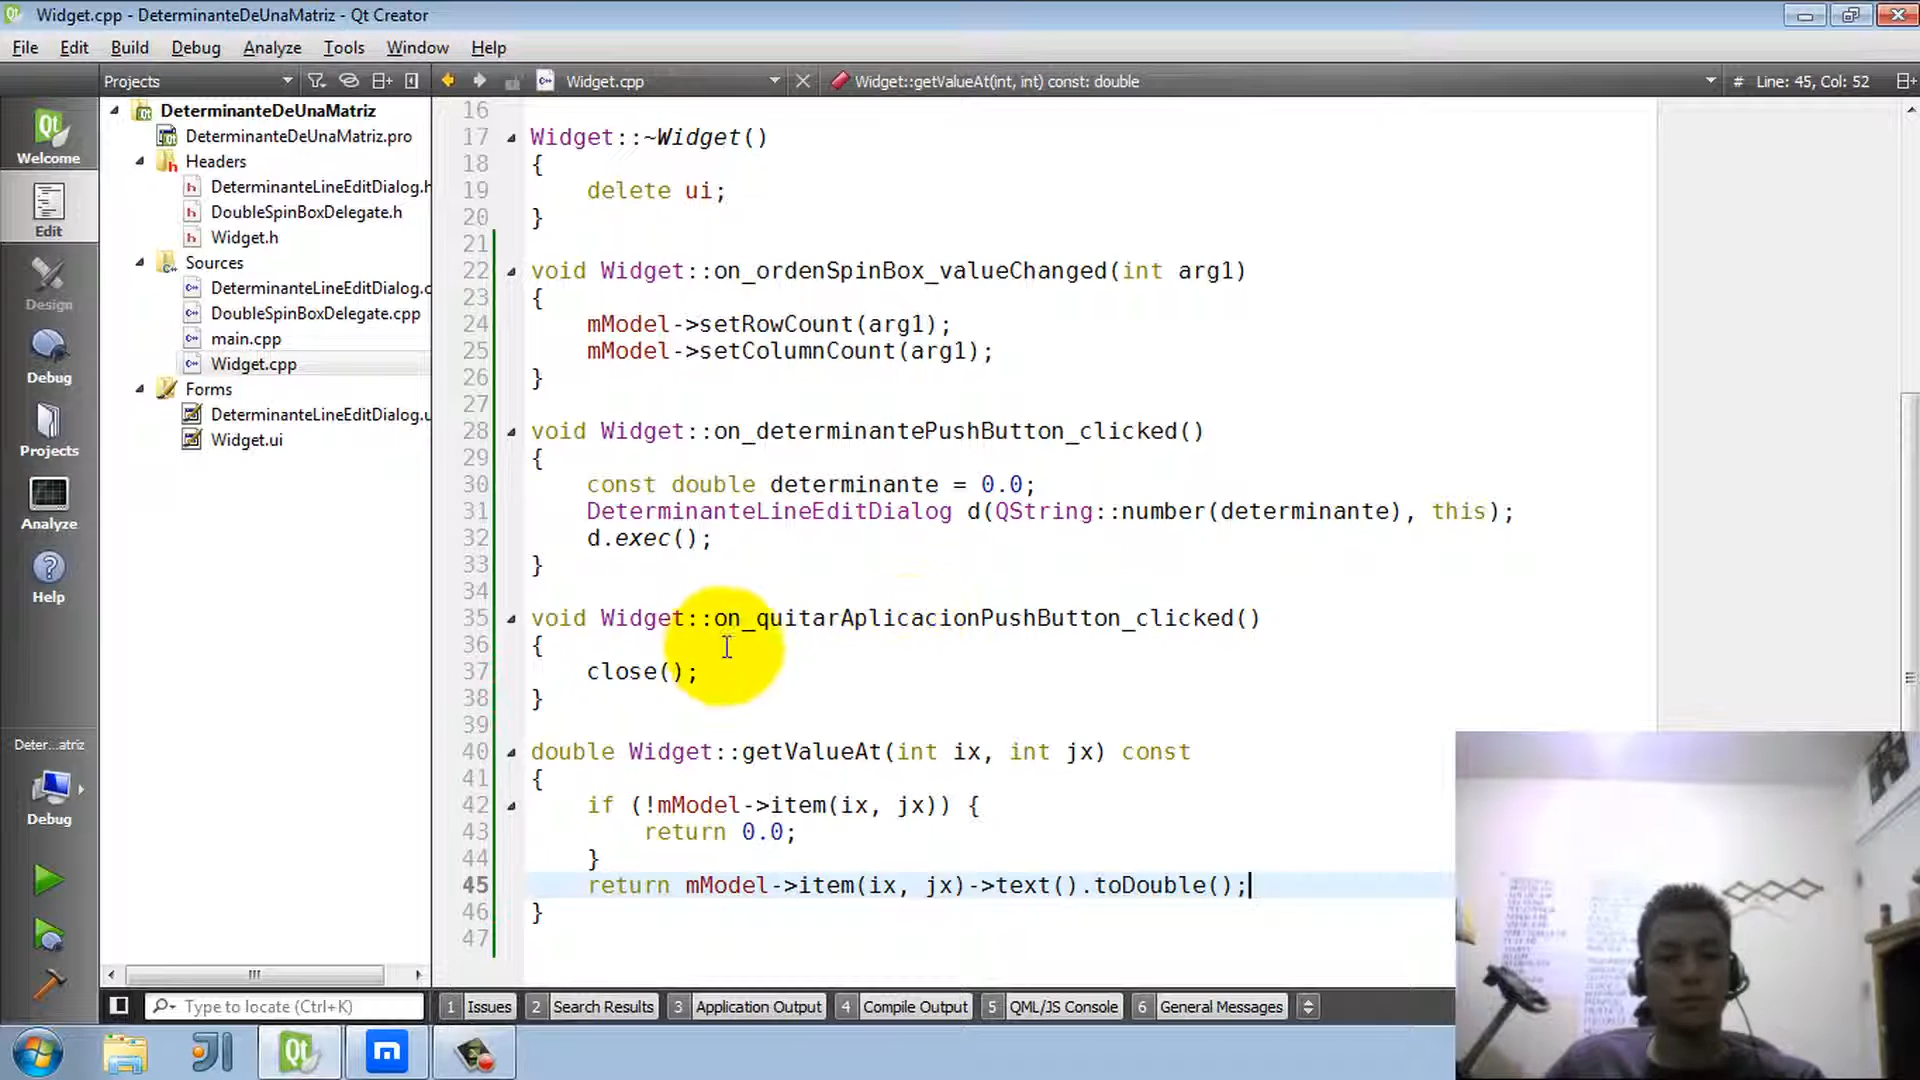 Widget.cpp - DeterminanteDeUnaMatriz - Qt Creator
File Edit Build Debug Analyze Tools Window Help
Projects Widget.cpp Widget::getValueAt(int, int) const: double # Line: 45, Col: 52
Welcome
Edit
Design
Debug
Projects
Analyze
Help
Deter...atriz
Debug
DeterminanteDeUnaMatriz
DeterminanteDeUnaMatriz.pro
Headers
DeterminanteLineEditDialog.h
DoubleSpinBoxDelegate.h
Widget.h
Sources
DeterminanteLineEditDialog.c
DoubleSpinBoxDelegate.cpp
main.cpp
Widget.cpp
Forms
DeterminanteLineEditDialog.u
Widget.ui
16
17 Widget::~Widget()
18 {
19 delete ui;
20 }
21
22 void Widget::on_ordenSpinBox_valueChanged(int arg1)
23 {
24 mModel->setRowCount(arg1);
25 mModel->setColumnCount(arg1);
26 }
27
28 void Widget::on_determinantePushButton_clicked()
29 {
30 const double determinante = 0.0;
31 DeterminanteLineEditDialog d(QString::number(determinante), this);
32 d.exec();
33 }
34
35 void Widget::on_quitarAplicacionPushButton_clicked()
36 {
37 close();
38 }
39
40 double Widget::getValueAt(int ix, int jx) const
41 {
42 if (!mModel->item(ix, jx)) {
43 return 0.0;
44 }
45 return mModel->item(ix, jx)->text().toDouble();
46 }
47
Type to locate (Ctrl+K) 1 Issues 2 Search Results 3 Application Output 4 Compile Output 5 QML/JS Console 6 General Messages